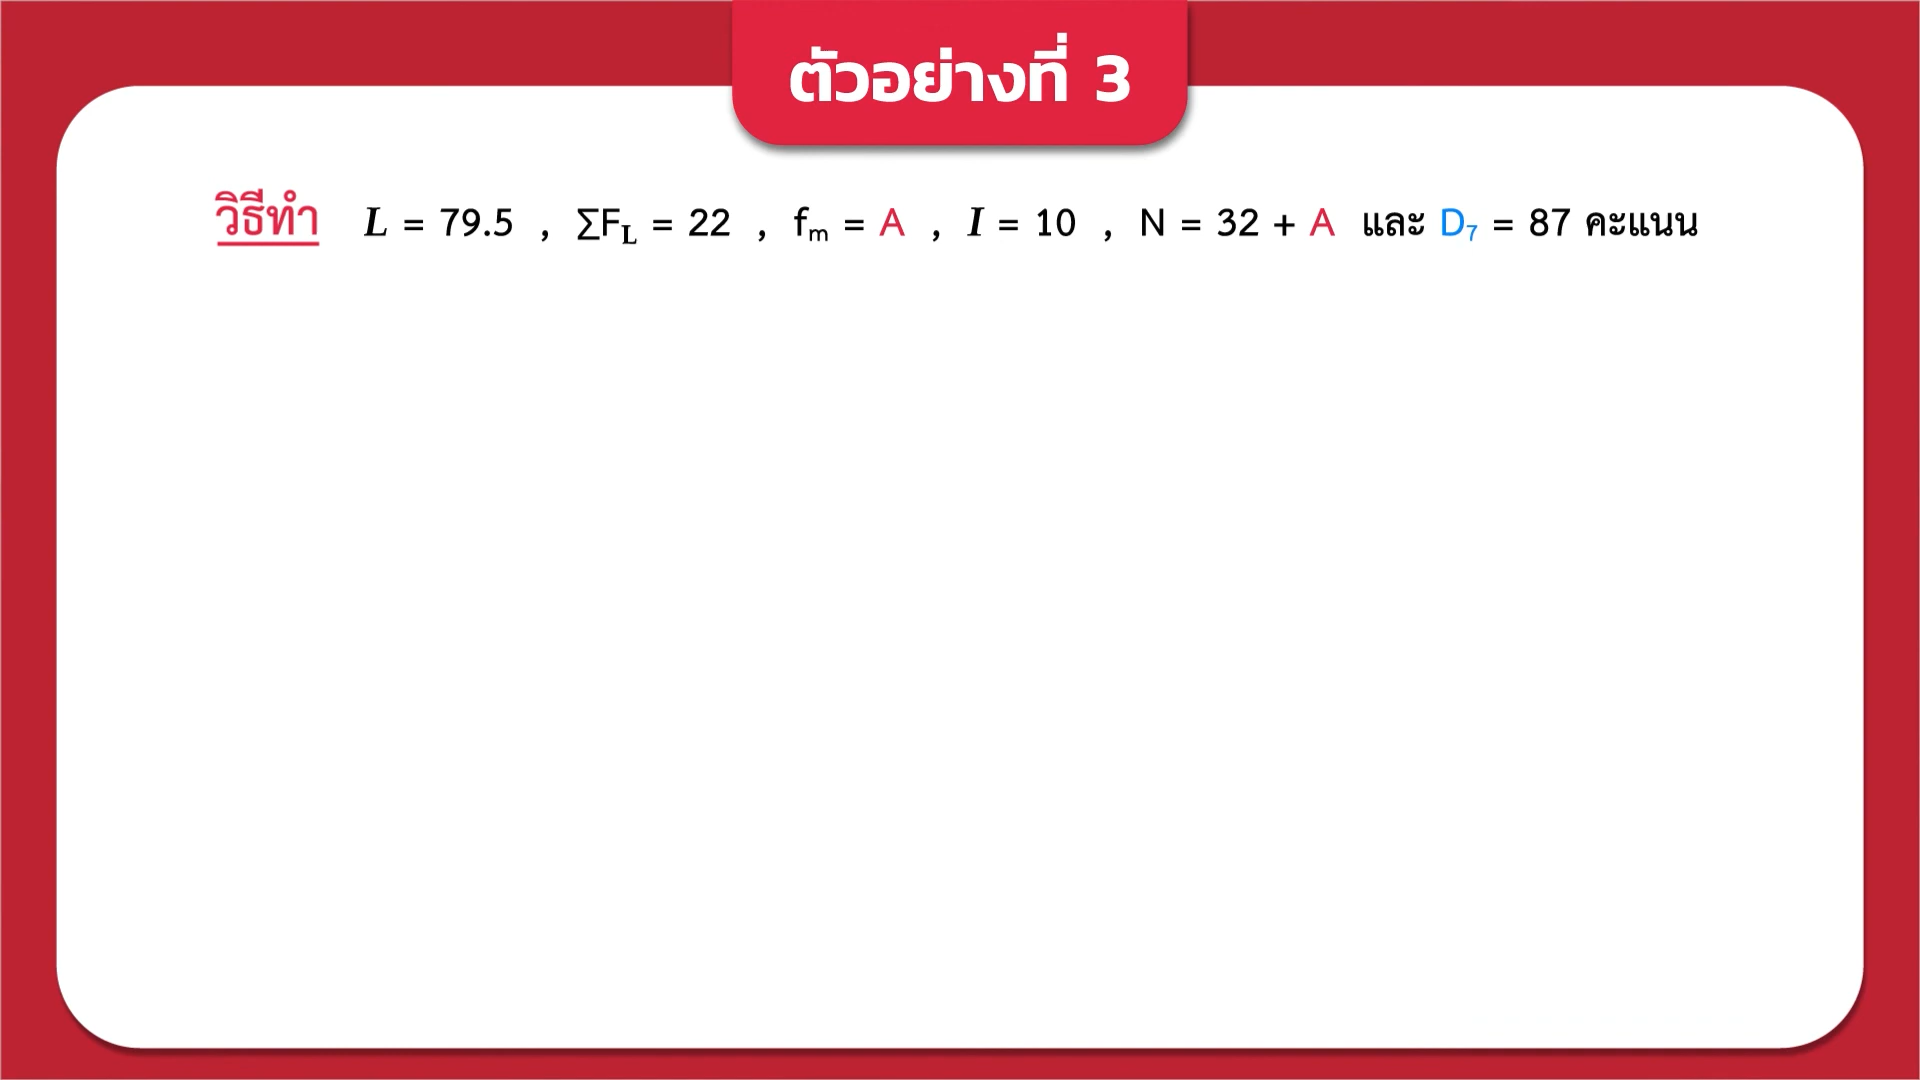 ตัวอย่างที่ 3
วิธีทำ L = 79.5 , ∑F_L = 22 , f_m = A , I = 10 , N = 32 + A และ D₇ = 87 คะแนน